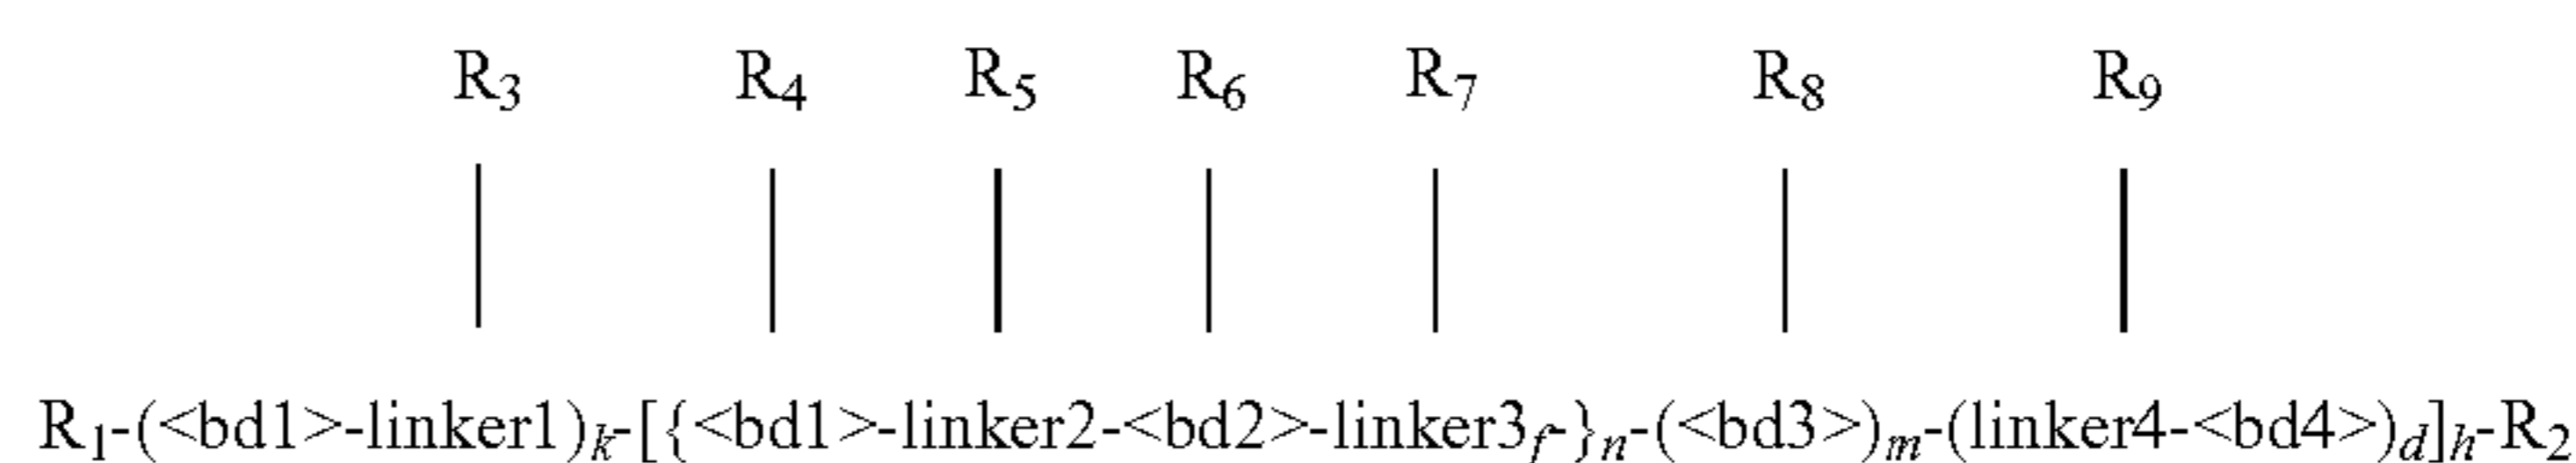 R₃ R₄ R₅ R₆ R₇ R₈ R₉
R₁-(<bd1>-linker1)ₖ-[{<bd1>-linker2-<bd2>-linker3f-}ₙ-(<bd3>)ₘ-(linker4-<bd4>)d]ₕ-R₂